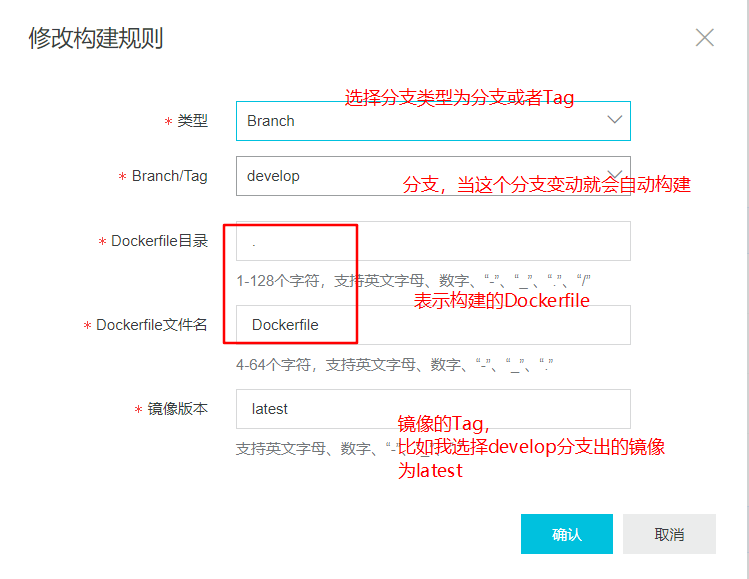 修改构建规则
选择分支类型为分支或者Tag
* 类型
Branch
* Branch/Tag
develop
分支，当这个分支变动就会自动构建
* Dockerfile目录
.
1-128个字符，支持英文字母、数字、“-”、“_”、“.”、“/”
表示构建的Dockerfile
* Dockerfile文件名
Dockerfile
4-64个字符，支持英文字母、数字、“-”、“_”、“.”
* 镜像版本
latest
镜像的Tag，
比如我选择develop分支出的镜像
为latest
支持英文字母、数字、“-”、“_”、
确认
取消